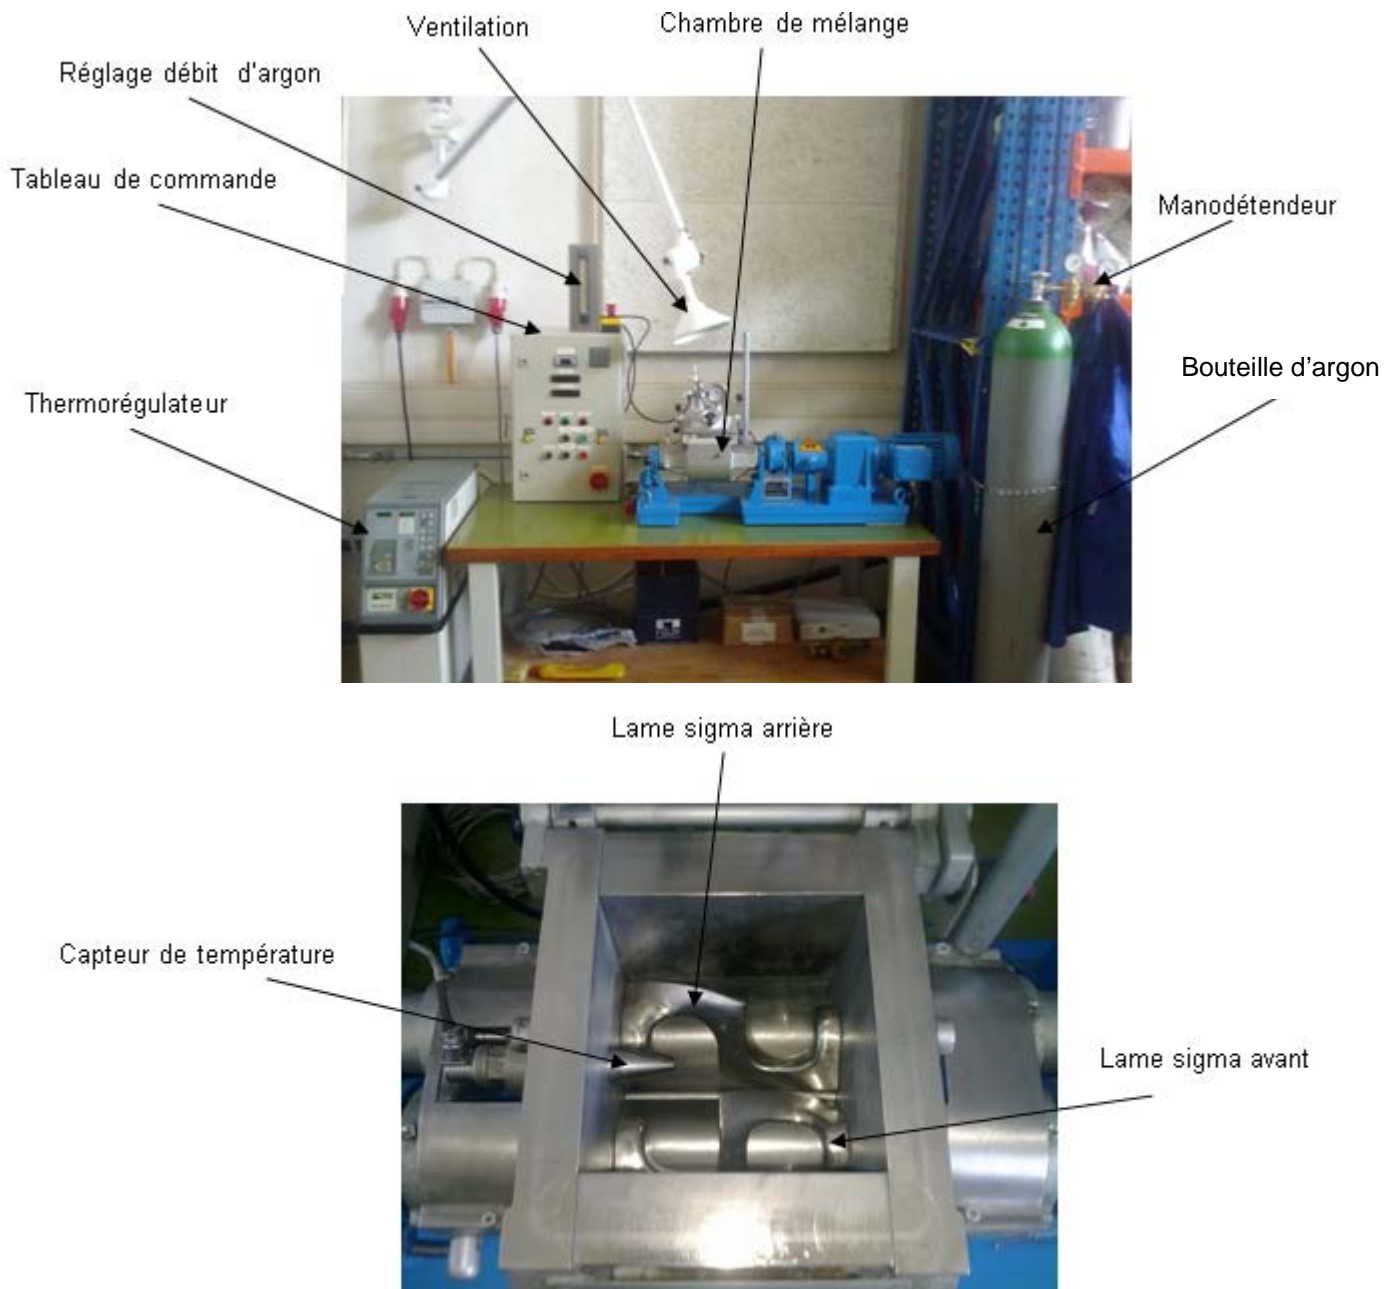 Ventilation
Chambre de mélange
Réglage débit d'argon
Tableau de commande
Manodétendeur
Bouteille d'argon
Thermorégulateur
Lame sigma arrière
Capteur de température
Lame sigma avant